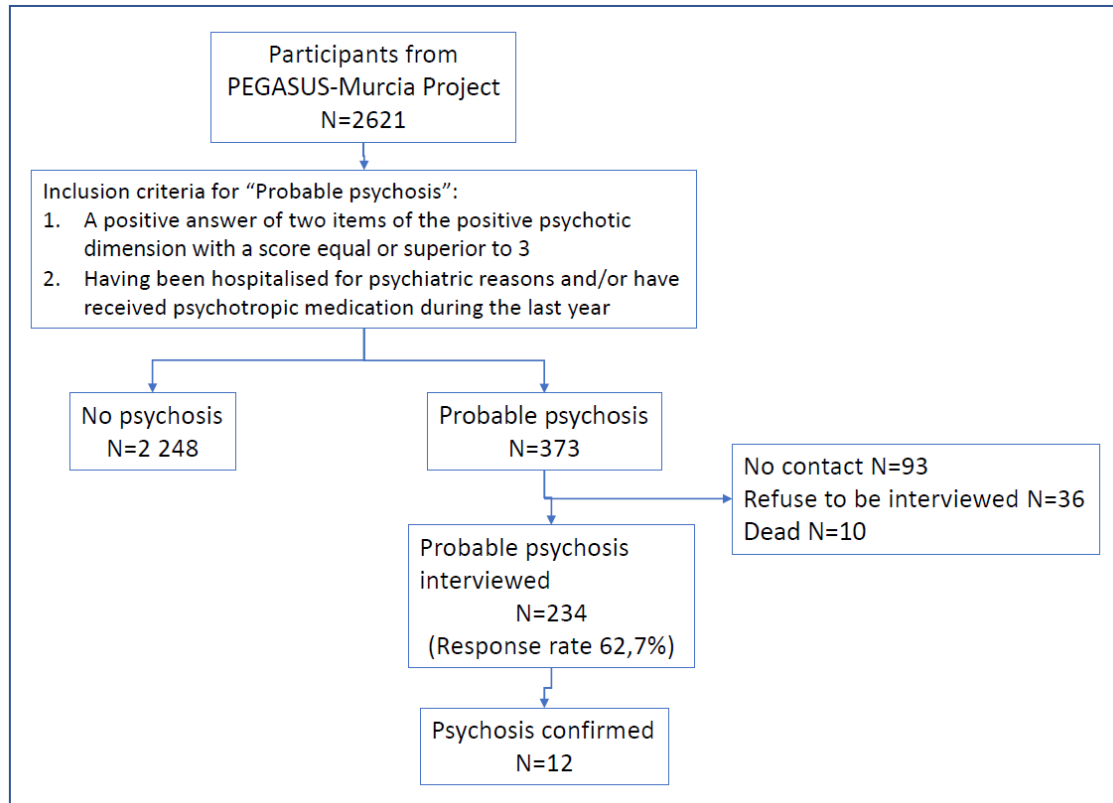 Participants from
PEGASUS-Murcia Project
N=2621
Inclusion criteria for “Probable psychosis”:
1. A positive answer of two items of the positive psychotic
dimension with a score equal or superior to 3
2. Having been hospitalised for psychiatric reasons and/or have
received psychotropic medication during the last year
No psychosis
N=2 248
Probable psychosis
N=373
No contact N=93
Refuse to be interviewed N=36
Dead N=10
Probable psychosis
interviewed
N=234
(Response rate 62,7%)
Psychosis confirmed
N=12